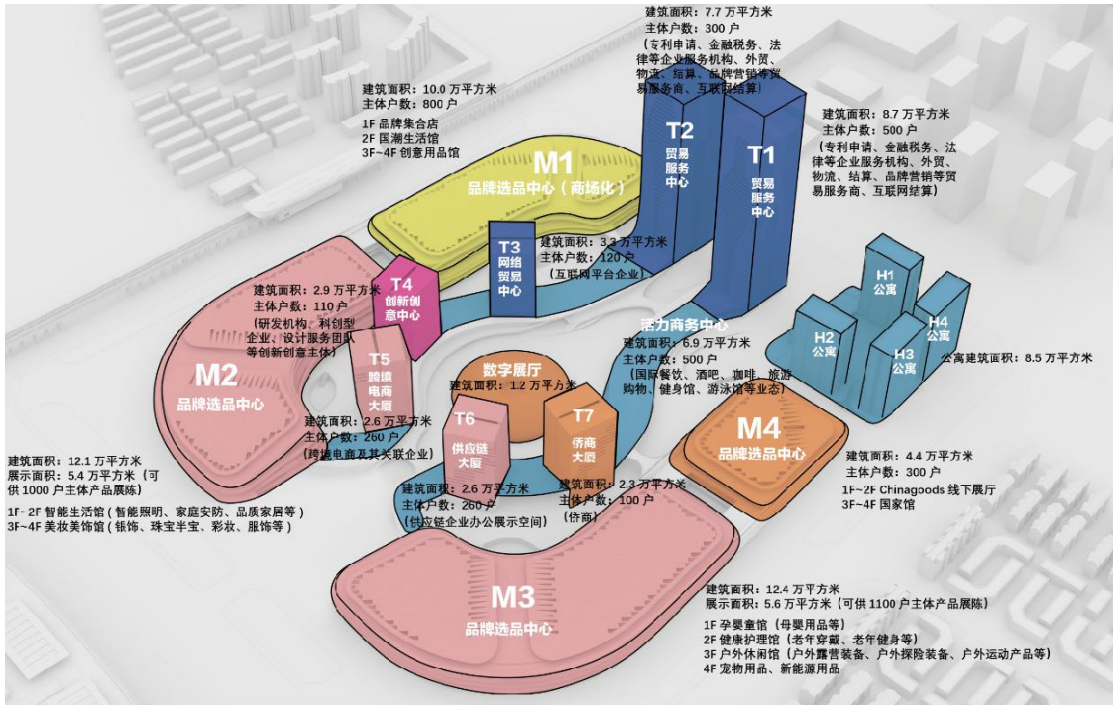 建筑面积：7.7 万平方米
主体户数：300 户
（专利申请、金融税务、法
律等企业服务机构、外贸、
物流、结算、品牌营销等贸
易服务商、互联网结算）
T2
贸易
服务
中心
T1
贸易
服务
中心
建筑面积：8.7 万平方米
主体户数：500 户
（专利申请、金融税务、法
律等企业服务机构、外贸、
物流、结算、品牌营销等贸
易服务商、互联网结算）
建筑面积：10.0 万平方米
主体户数：800 户
1F 品牌集合店
2F 国潮生活馆
3F~4F 创意用品馆
M1
品牌选品中心（商场化）
T3
网络
贸易
中心
建筑面积：3.3 万平方米
主体户数：120 户
（互联网平台企业）
T4
创新创
意中心
建筑面积：2.9 万平方米
主体户数：110 户
（研发机构、科创型
企业、设计服务团队
等创新创意主体）
H1
公寓
H2
公寓
H3
公寓
H4
公寓
公寓建筑面积：8.5 万平方米
活力商务中心
建筑面积：6.9 万平方米
主体户数：500 户
（国际餐饮、酒吧、咖啡、旅游
购物、健身馆、游泳馆等业态）
M2
品牌选品中心
T5
跨境
电商
大厦
建筑面积：2.6 万平方米
主体户数：260 户
（跨境电商及其关联企业）
数字展厅
建筑面积：1.2 万平方米
T6
供应链
大厦
建筑面积：2.6 万平方米
主体户数：260 户
（供应链企业办公展示空间）
T7
侨商
大厦
建筑面积：2.3 万平方米
主体户数：100 户
（侨商）
M4
品牌选品中心
建筑面积：4.4 万平方米
主体户数：300 户
1F~2F Chinagoods 线下展厅
3F~4F 国家馆
建筑面积：12.1 万平方米
展示面积：5.4 万平方米（可
供 1000 户主体产品展陈）
1F- 2F 智能生活馆（智能照明、家庭安防、品质家居等）
3F~4F 美妆美饰馆（银饰、珠宝半宝、彩妆、服饰等）
M3
品牌选品中心
建筑面积：12.4 万平方米
展示面积：5.6 万平方米（可供 1100 户主体产品展陈）
1F 孕婴童馆（母婴用品等）
2F 健康护理馆（老年穿戴、老年健身等）
3F 户外休闲馆（户外露营装备、户外探险装备、户外运动产品等）
4F 宠物用品、新能源用品